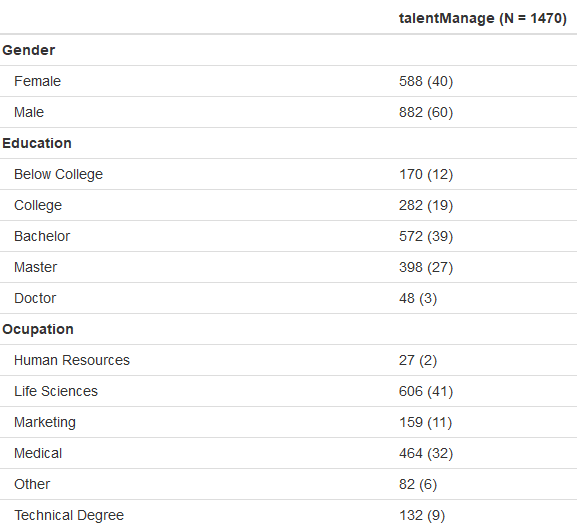 talentManage (N = 1470)
Gender
Female 588 (40)
Male 882 (60)
Education
Below College 170 (12)
College 282 (19)
Bachelor 572 (39)
Master 398 (27)
Doctor 48 (3)
Ocupation
Human Resources 27 (2)
Life Sciences 606 (41)
Marketing 159 (11)
Medical 464 (32)
Other 82 (6)
Technical Degree 132 (9)